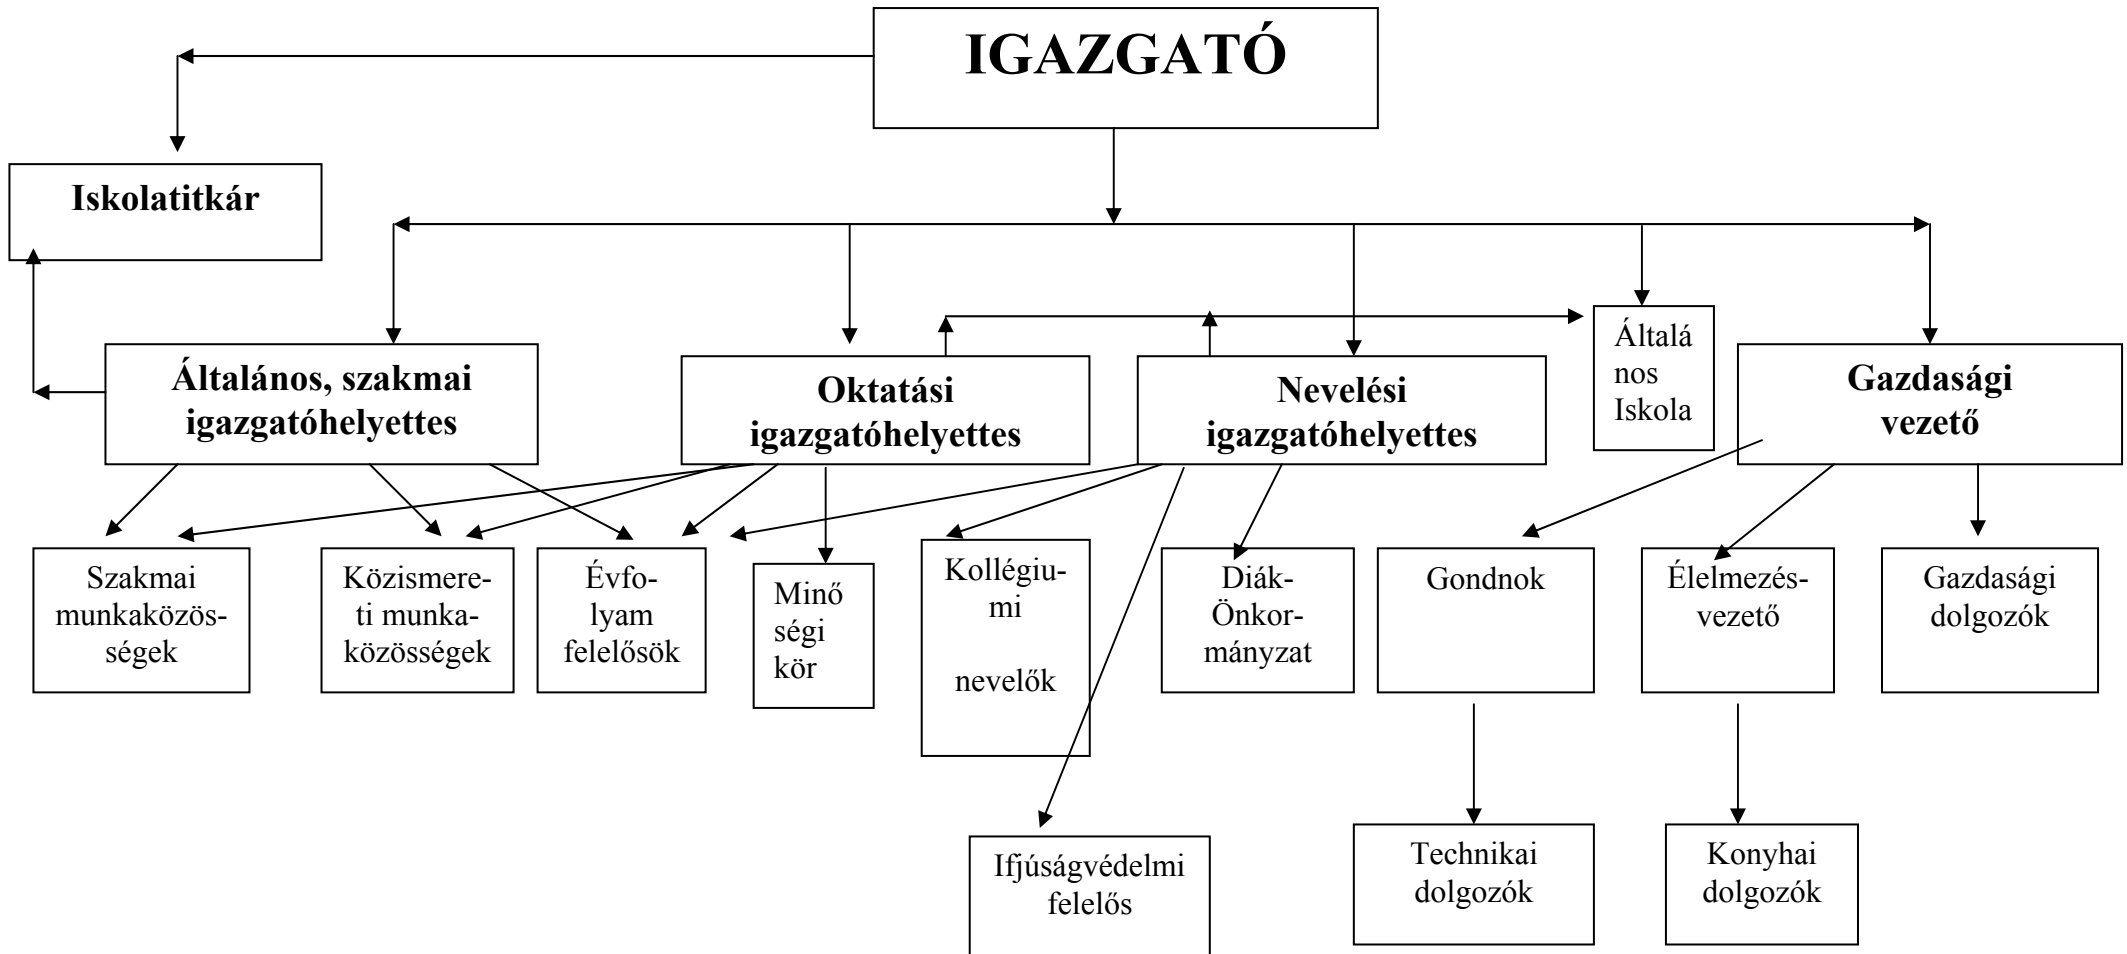 IGAZGATÓ
Iskolatitkár
Általános, szakmai
igazgatóhelyettes
Oktatási
igazgatóhelyettes
Nevelési
igazgatóhelyettes
Általá
nos
Iskola
Gazdasági
vezető
Szakmai
munkaközös-
ségek
Közismere-
ti munka-
közösségek
Évfo-
lyam
felelősök
Minő
ségi
kör
Kollégiu-
mi
nevelők
Diák-
Önkor-
mányzat
Gondnok
Élelmezés-
vezető
Gazdasági
dolgozók
Ifjúságvédelmi
felelős
Technikai
dolgozók
Konyhai
dolgozók